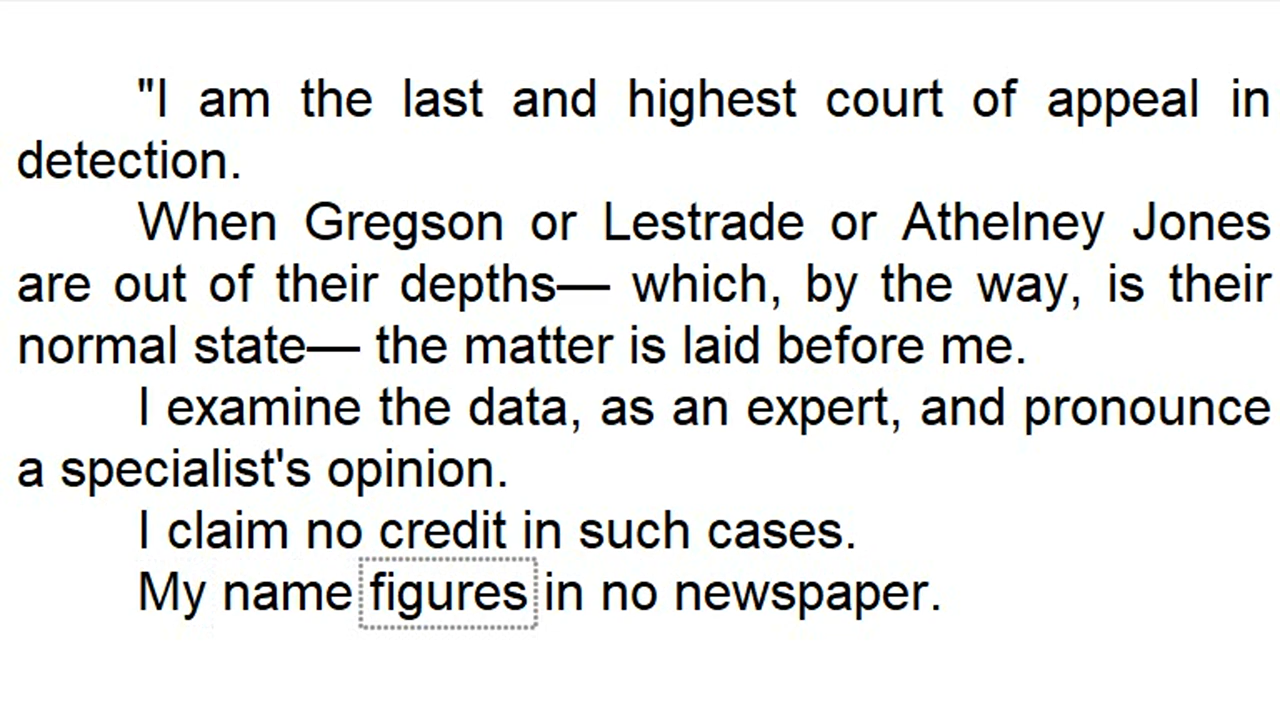 "I am the last and highest court of appeal in
detection.
When Gregson or Lestrade or Athelney Jones
are out of their depths— which, by the way, is their
normal state— the matter is laid before me.
I examine the data, as an expert, and pronounce
a specialist's opinion.
I claim no credit in such cases.
My name figures in no newspaper.